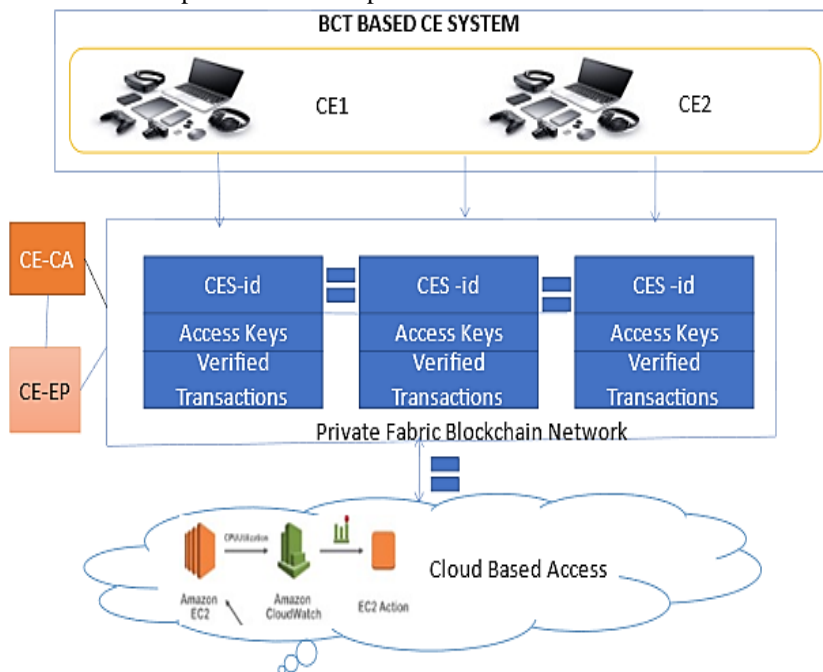 BCT BASED CE SYSTEM
CE1
CE2
CE-CA
CE-EP
CES-id
Access Keys
Verified
Transactions
CES -id
Access Keys
Verified
Transactions
CES -id
Access Keys
Verified
Transactions
Private Fabric Blockchain Network
CPUUtilization
Amazon
EC2
Amazon
CloudWatch
EC2 Action
Cloud Based Access